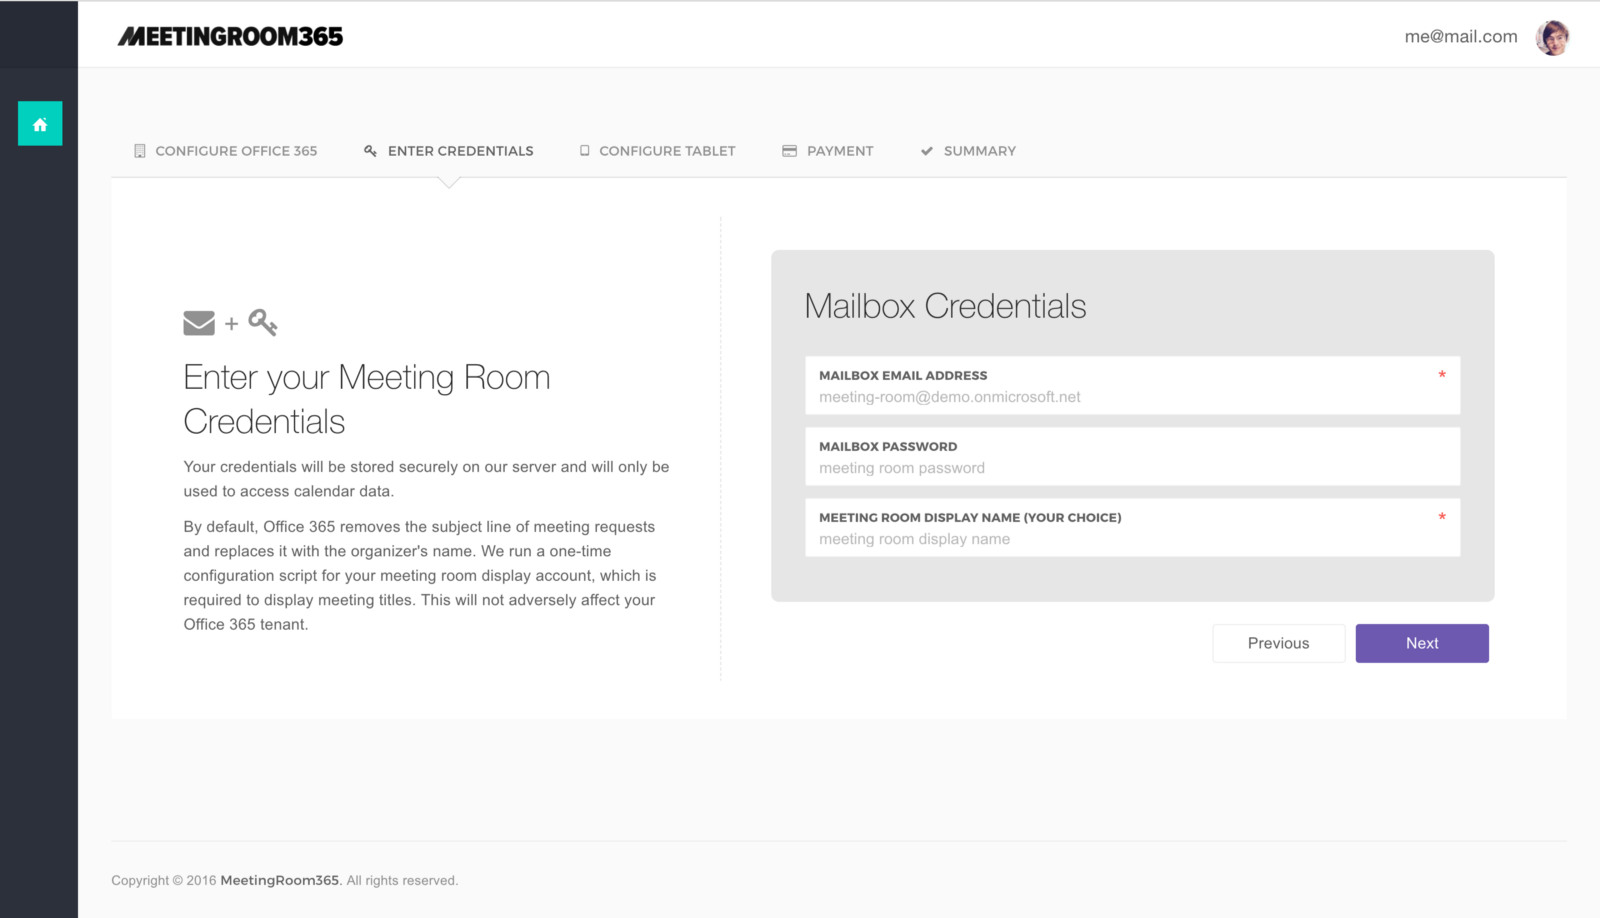 MEETINGROOM365
me@mail.com
CONFIGURE OFFICE 365
ENTER CREDENTIALS
CONFIGURE TABLET
PAYMENT
SUMMARY
+
Enter your Meeting Room
Credentials
Your credentials will be stored securely on our server and will only be
used to access calendar data.
By default, Office 365 removes the subject line of meeting requests
and replaces it with the organizer's name. We run a one-time
configuration script for your meeting room display account, which is
required to display meeting titles. This will not adversely affect your
Office 365 tenant.
Mailbox Credentials
MAILBOX EMAIL ADDRESS *
meeting-room@demo.onmicrosoft.net
MAILBOX PASSWORD
meeting room password
MEETING ROOM DISPLAY NAME (YOUR CHOICE) *
meeting room display name
Previous
Next
Copyright © 2016 MeetingRoom365. All rights reserved.